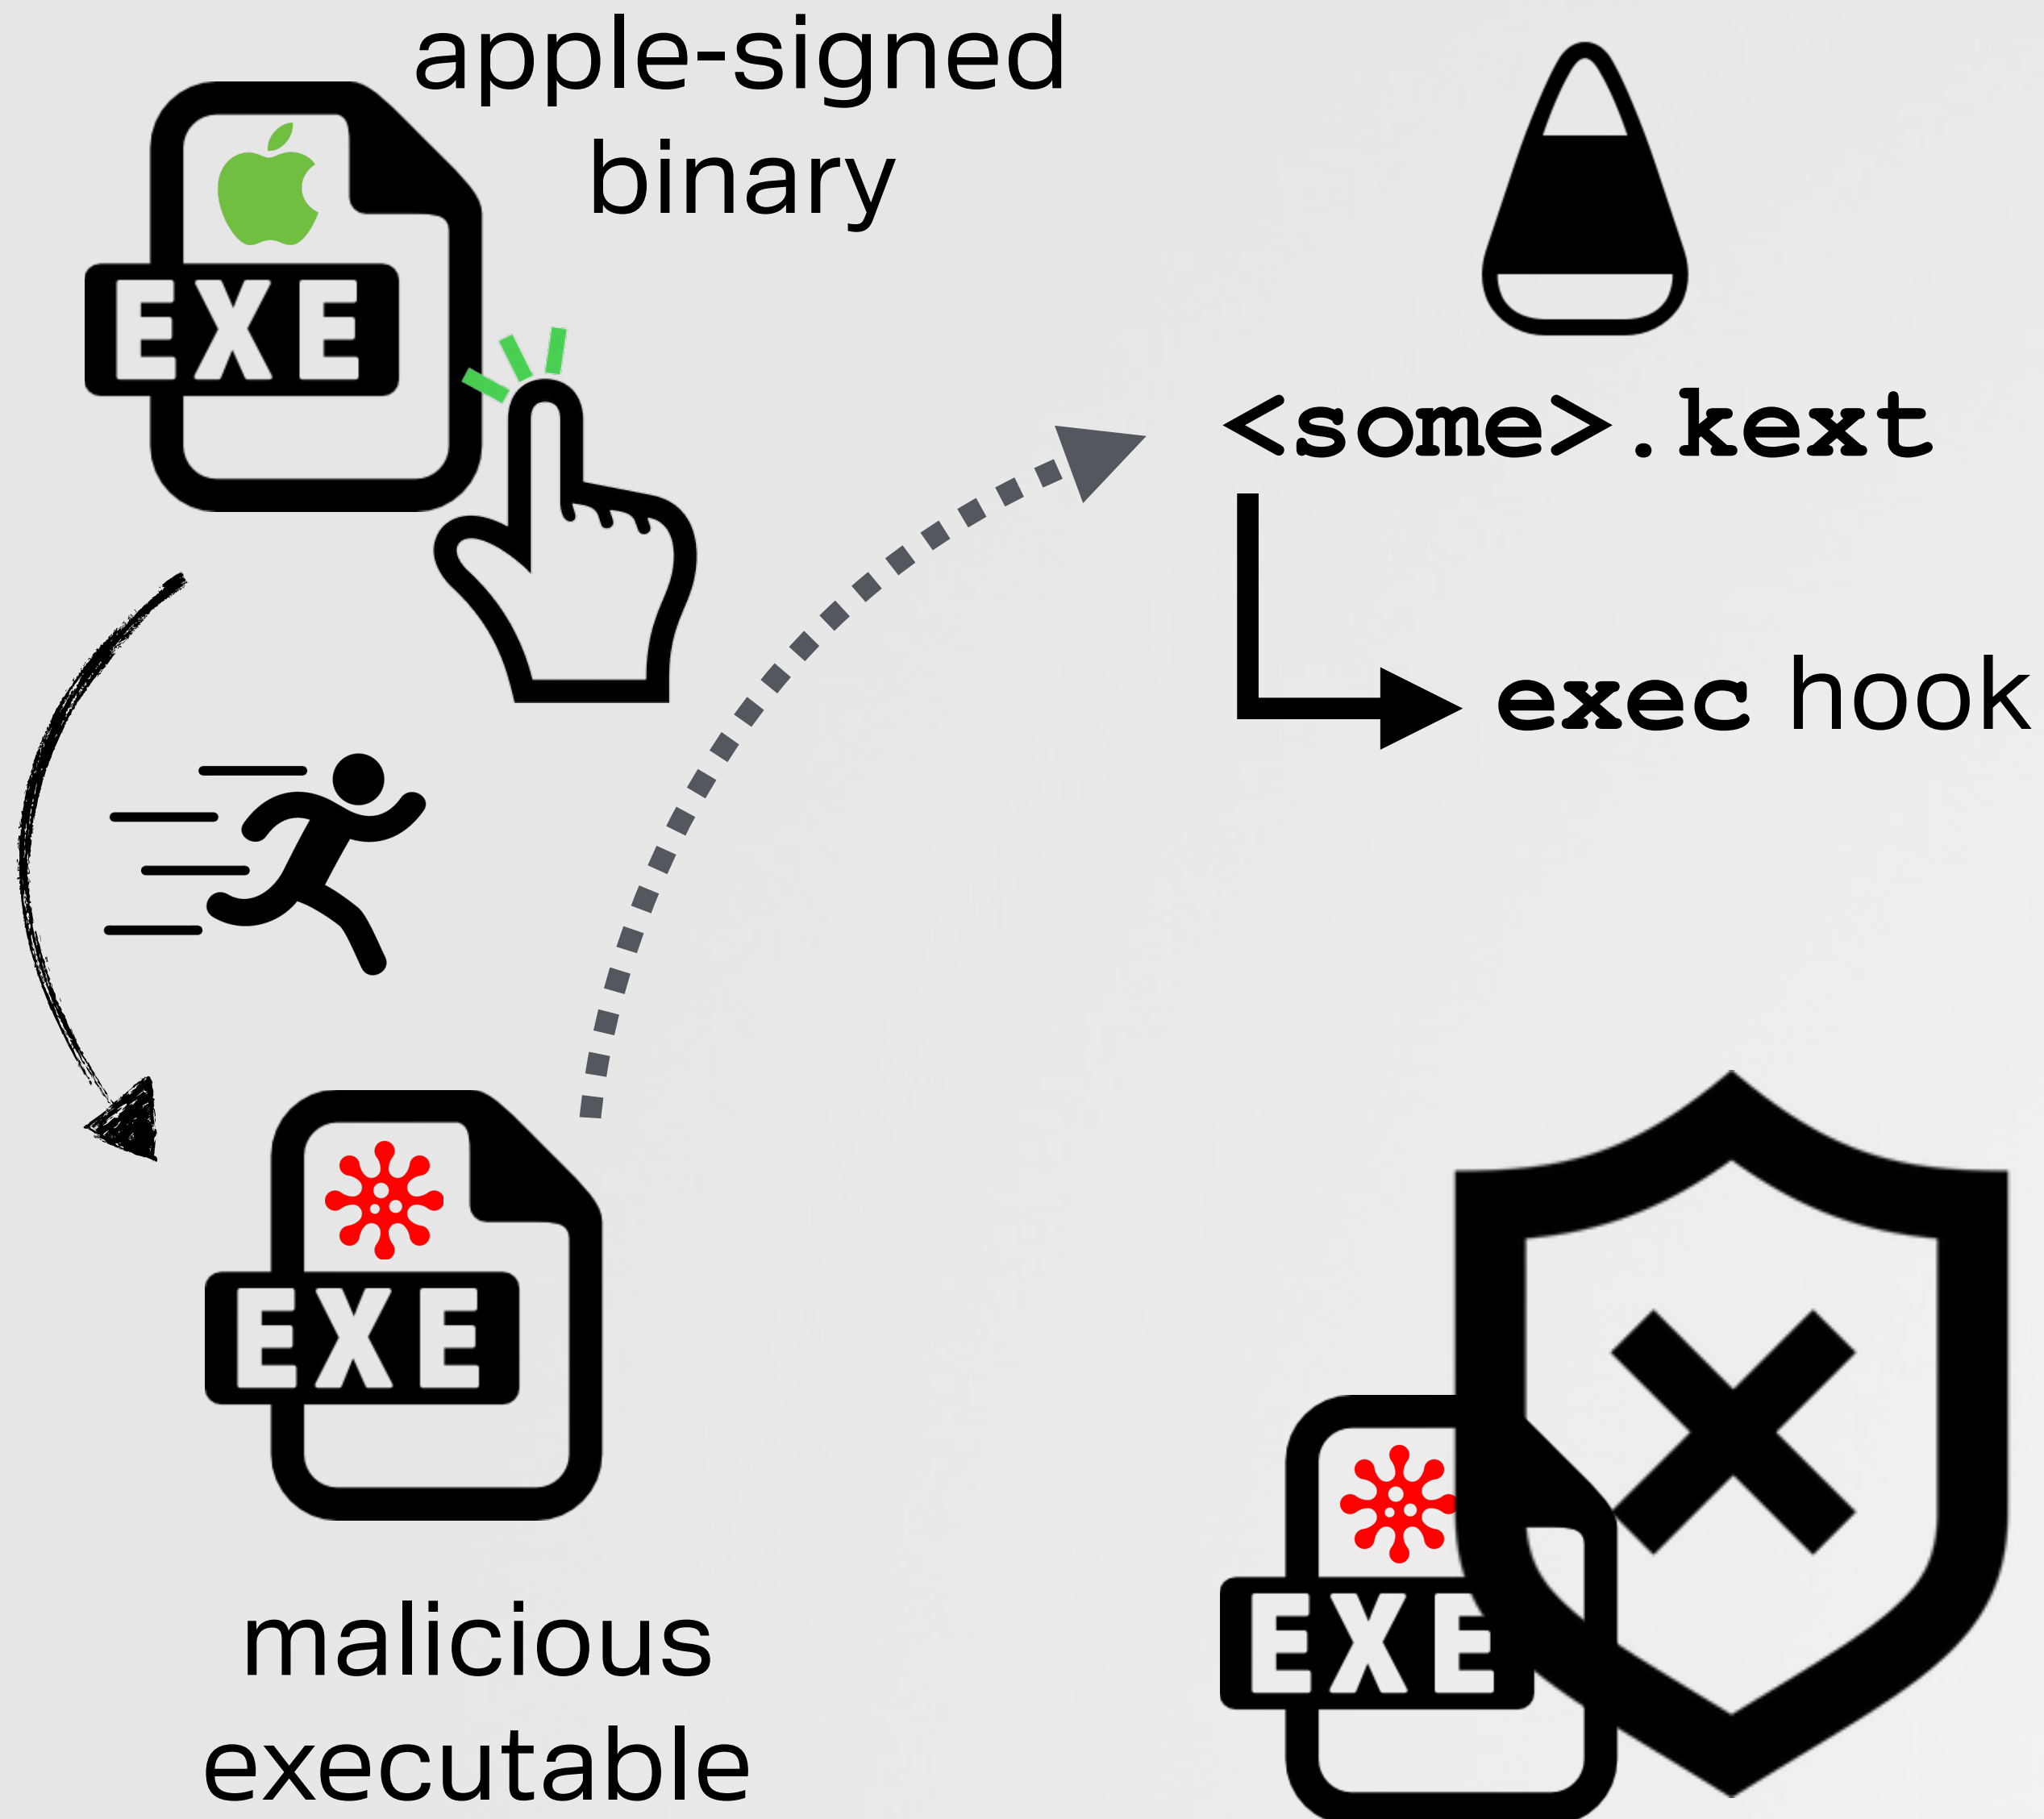 apple-signed
binary
EXE
<some>.kext
exec hook
EXE
malicious
executable
EXE